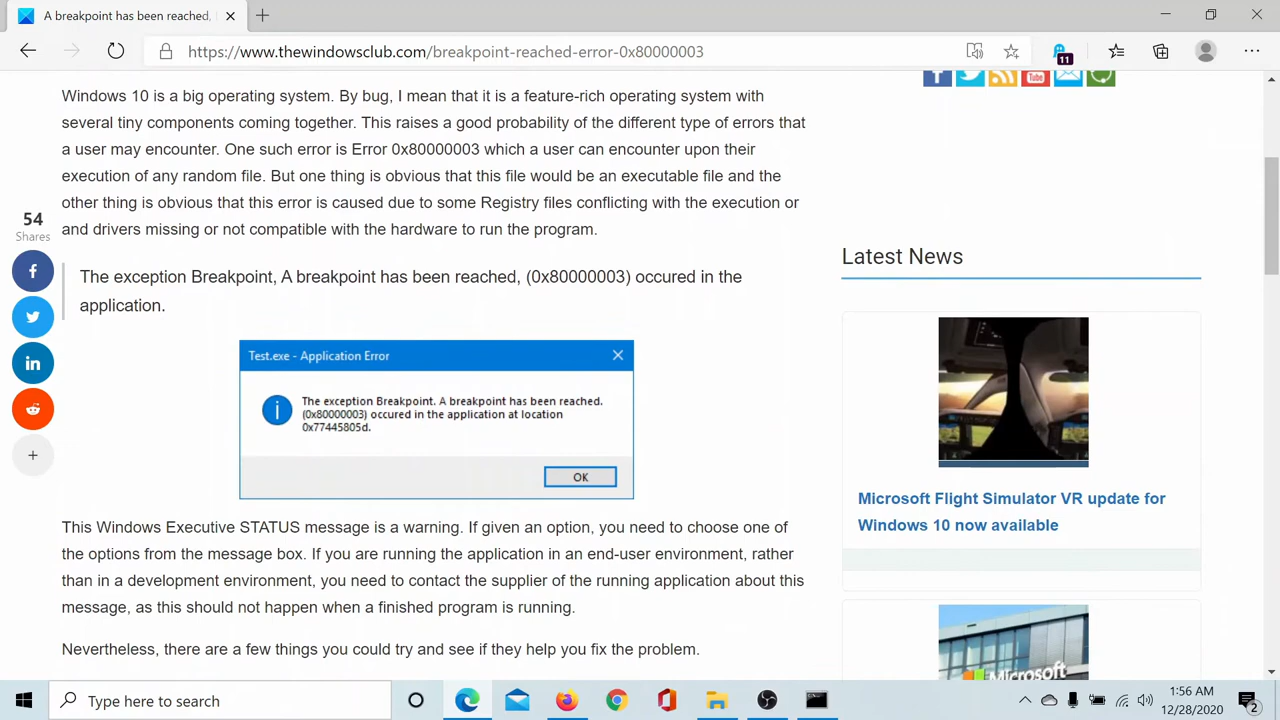 A breakpoint has been reached,
https://www.thewindowsclub.com/breakpoint-reached-error-0x80000003
11
Windows 10 is a big operating system. By bug, I mean that it is a feature-rich operating system with
several tiny components coming together. This raises a good probability of the different type of errors that
a user may encounter. One such error is Error 0x80000003 which a user can encounter upon their
execution of any random file. But one thing is obvious that this file would be an executable file and the
other thing is obvious that this error is caused due to some Registry files conflicting with the execution or
and drivers missing or not compatible with the hardware to run the program.
54
Shares
The exception Breakpoint, A breakpoint has been reached, (0x80000003) occured in the
application.
Test.exe - Application Error
The exception Breakpoint. A breakpoint has been reached.
(0x80000003) occured in the application at location
0x77445805d.
OK
This Windows Executive STATUS message is a warning. If given an option, you need to choose one of
the options from the message box. If you are running the application in an end-user environment, rather
than in a development environment, you need to contact the supplier of the running application about this
message, as this should not happen when a finished program is running.
Nevertheless, there are a few things you could try and see if they help you fix the problem.
You
Tube
Latest News
Microsoft Flight Simulator VR update for
Windows 10 now available
Microsoft
Type here to search
1:56 AM
12/28/2020
2